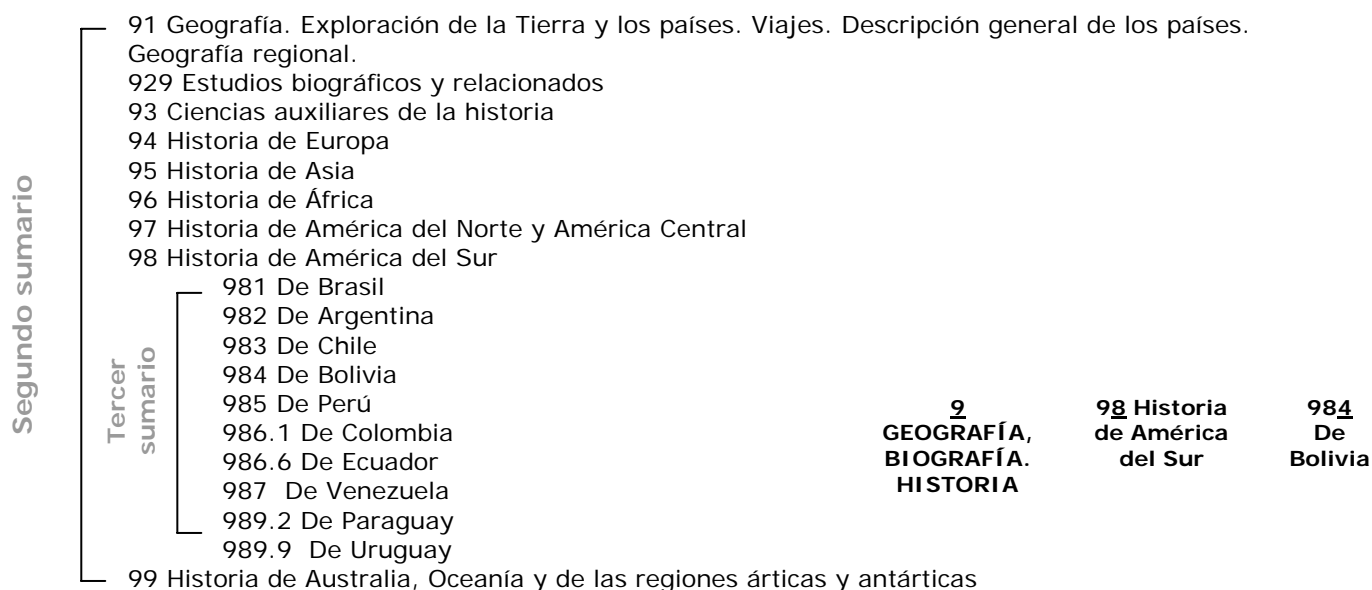 91 Geografía. Exploración de la Tierra y los países. Viajes. Descripción general de los países.
Geografía regional.
929 Estudios biográficos y relacionados
93 Ciencias auxiliares de la historia
94 Historia de Europa
95 Historia de Asia
96 Historia de África
97 Historia de América del Norte y América Central
98 Historia de América del Sur
981 De Brasil
982 De Argentina
983 De Chile
984 De Bolivia
985 De Perú
986.1 De Colombia
986.6 De Ecuador
987 De Venezuela
989.2 De Paraguay
989.9 De Uruguay
99 Historia de Australia, Oceanía y de las regiones árticas y antárticas
Segundo sumario
Tercer
sumario
9
GEOGRAFÍA,
BIOGRAFÍA.
HISTORIA
98 Historia
de América
del Sur
984
De
Bolivia